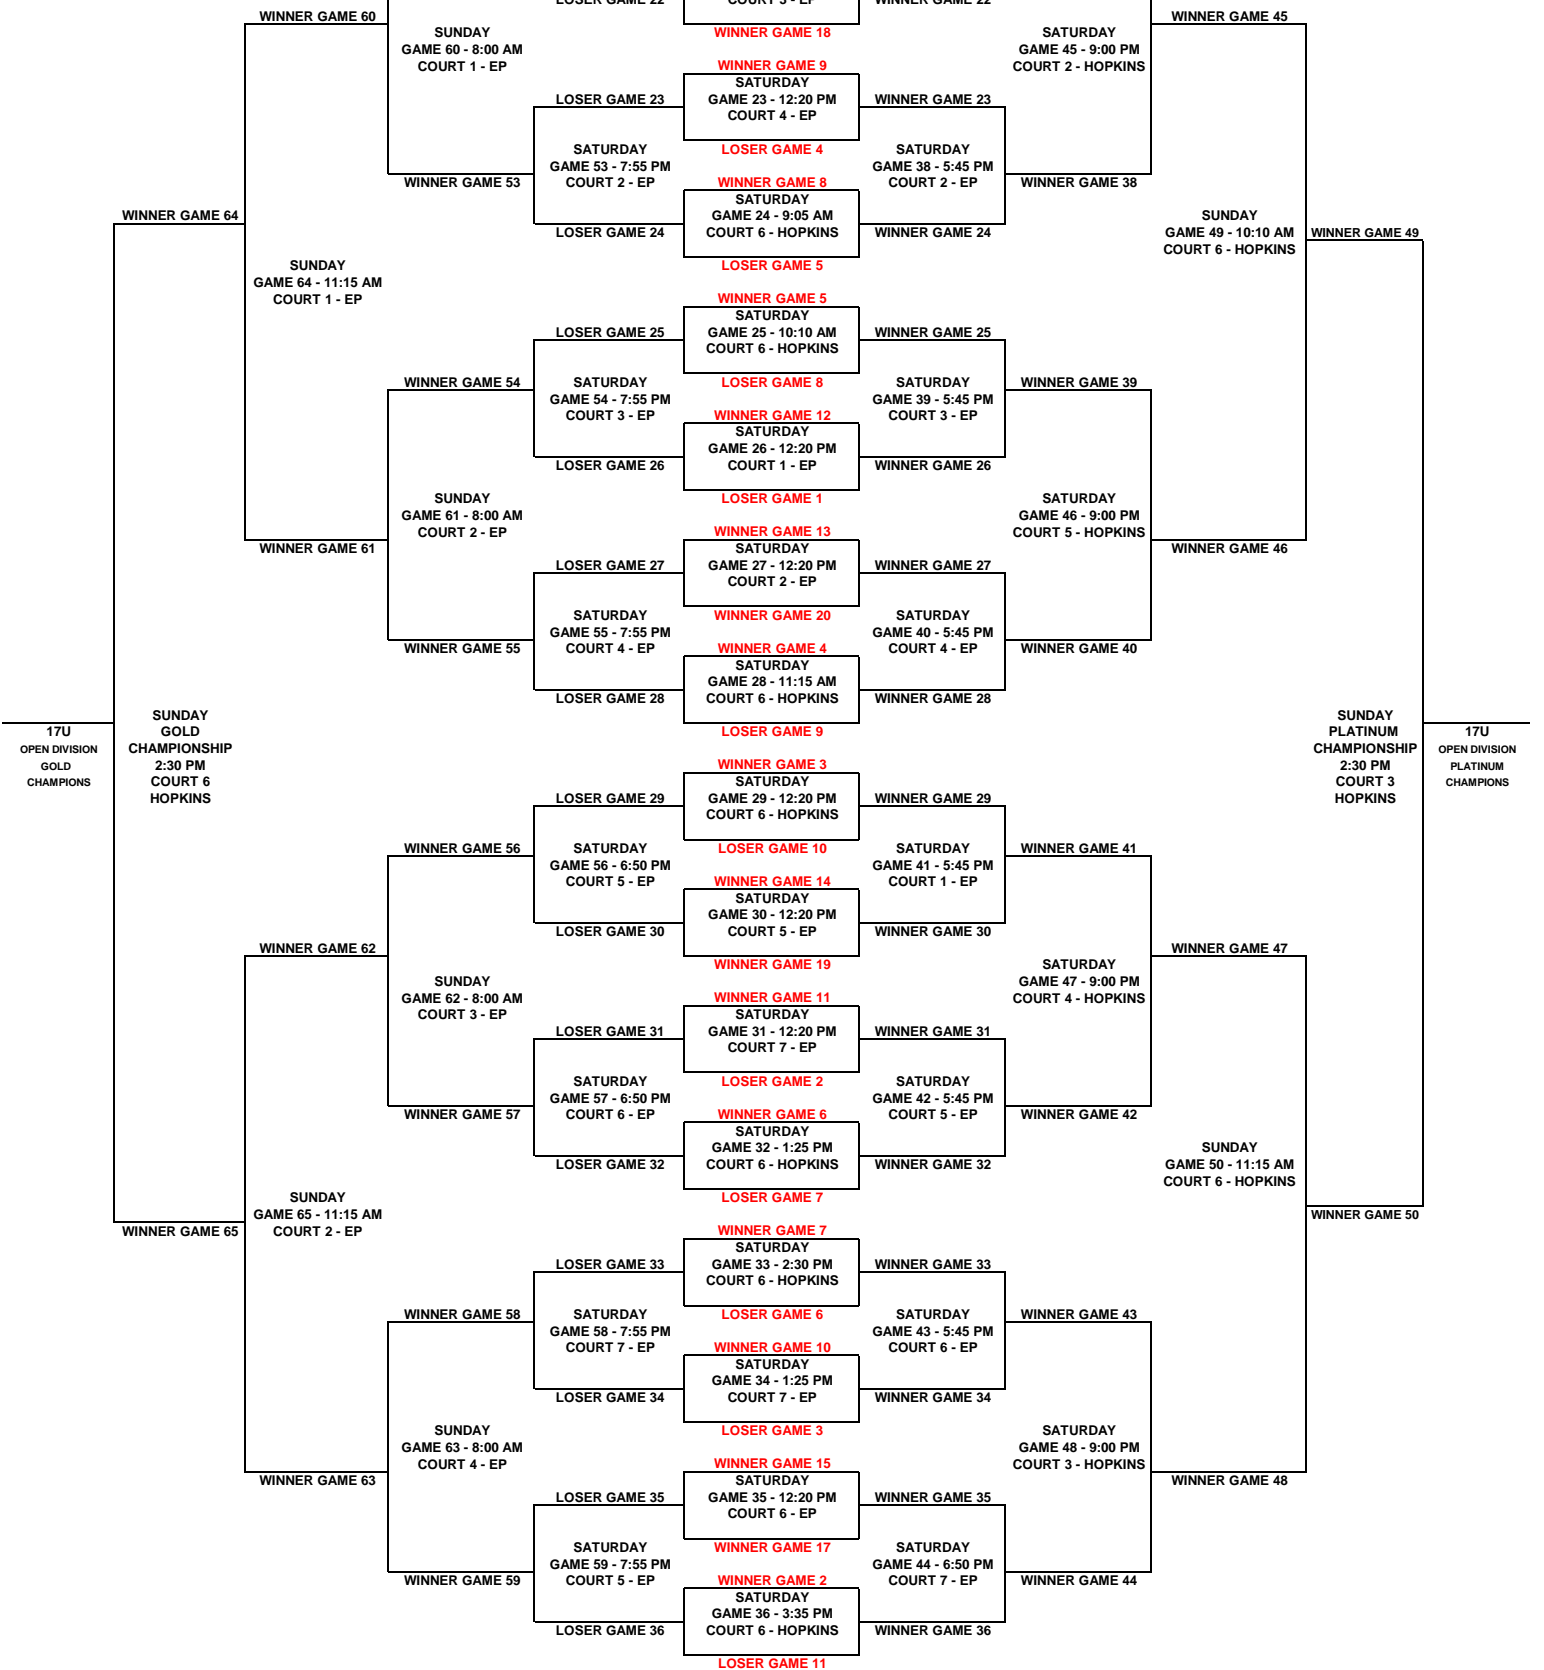 LOSER GAME 22
COURT 3 - EP
WINNER GAME 22
WINNER GAME 60
WINNER GAME 45
SUNDAY
GAME 60 - 8:00 AM
COURT 1 - EP
WINNER GAME 18
SATURDAY
GAME 45 - 9:00 PM
COURT 2 - HOPKINS
WINNER GAME 9
SATURDAY
GAME 23 - 12:20 PM
COURT 4 - EP
LOSER GAME 4
LOSER GAME 23
WINNER GAME 23
SATURDAY
GAME 53 - 7:55 PM
COURT 2 - EP
SATURDAY
GAME 38 - 5:45 PM
COURT 2 - EP
WINNER GAME 53
WINNER GAME 38
WINNER GAME 8
SATURDAY
GAME 24 - 9:05 AM
COURT 6 - HOPKINS
LOSER GAME 5
LOSER GAME 24
WINNER GAME 24
WINNER GAME 64
SUNDAY
GAME 49 - 10:10 AM
COURT 6 - HOPKINS
WINNER GAME 49
SUNDAY
GAME 64 - 11:15 AM
COURT 1 - EP
WINNER GAME 5
SATURDAY
GAME 25 - 10:10 AM
COURT 6 - HOPKINS
LOSER GAME 8
LOSER GAME 25
WINNER GAME 25
WINNER GAME 54
SATURDAY
GAME 54 - 7:55 PM
COURT 3 - EP
SATURDAY
GAME 39 - 5:45 PM
COURT 3 - EP
WINNER GAME 39
WINNER GAME 12
SATURDAY
GAME 26 - 12:20 PM
COURT 1 - EP
LOSER GAME 1
LOSER GAME 26
WINNER GAME 26
SUNDAY
GAME 61 - 8:00 AM
COURT 2 - EP
SATURDAY
GAME 46 - 9:00 PM
COURT 5 - HOPKINS
WINNER GAME 61
WINNER GAME 46
WINNER GAME 13
SATURDAY
GAME 27 - 12:20 PM
COURT 2 - EP
WINNER GAME 20
LOSER GAME 27
WINNER GAME 27
SATURDAY
GAME 55 - 7:55 PM
COURT 4 - EP
SATURDAY
GAME 40 - 5:45 PM
COURT 4 - EP
WINNER GAME 55
WINNER GAME 40
WINNER GAME 4
SATURDAY
GAME 28 - 11:15 AM
COURT 6 - HOPKINS
LOSER GAME 9
LOSER GAME 28
WINNER GAME 28
17U
OPEN DIVISION
GOLD
CHAMPIONS
SUNDAY
GOLD
CHAMPIONSHIP
2:30 PM
COURT 6
HOPKINS
SUNDAY
PLATINUM
CHAMPIONSHIP
2:30 PM
COURT 3
HOPKINS
17U
OPEN DIVISION
PLATINUM
CHAMPIONS
WINNER GAME 3
SATURDAY
GAME 29 - 12:20 PM
COURT 6 - HOPKINS
LOSER GAME 10
LOSER GAME 29
WINNER GAME 29
WINNER GAME 56
SATURDAY
GAME 56 - 6:50 PM
COURT 5 - EP
SATURDAY
GAME 41 - 5:45 PM
COURT 1 - EP
WINNER GAME 41
WINNER GAME 14
SATURDAY
GAME 30 - 12:20 PM
COURT 5 - EP
WINNER GAME 19
LOSER GAME 30
WINNER GAME 30
WINNER GAME 62
WINNER GAME 47
SUNDAY
GAME 62 - 8:00 AM
COURT 3 - EP
SATURDAY
GAME 47 - 9:00 PM
COURT 4 - HOPKINS
WINNER GAME 11
SATURDAY
GAME 31 - 12:20 PM
COURT 7 - EP
LOSER GAME 2
LOSER GAME 31
WINNER GAME 31
SATURDAY
GAME 57 - 6:50 PM
COURT 6 - EP
SATURDAY
GAME 42 - 5:45 PM
COURT 5 - EP
WINNER GAME 57
WINNER GAME 42
WINNER GAME 6
SATURDAY
GAME 32 - 1:25 PM
COURT 6 - HOPKINS
LOSER GAME 7
LOSER GAME 32
WINNER GAME 32
SUNDAY
GAME 50 - 11:15 AM
COURT 6 - HOPKINS
SUNDAY
GAME 65 - 11:15 AM
COURT 2 - EP
WINNER GAME 65
WINNER GAME 50
WINNER GAME 7
SATURDAY
GAME 33 - 2:30 PM
COURT 6 - HOPKINS
LOSER GAME 6
LOSER GAME 33
WINNER GAME 33
WINNER GAME 58
SATURDAY
GAME 58 - 7:55 PM
COURT 7 - EP
SATURDAY
GAME 43 - 5:45 PM
COURT 6 - EP
WINNER GAME 43
WINNER GAME 10
SATURDAY
GAME 34 - 1:25 PM
COURT 7 - EP
LOSER GAME 3
LOSER GAME 34
WINNER GAME 34
SUNDAY
GAME 63 - 8:00 AM
COURT 4 - EP
SATURDAY
GAME 48 - 9:00 PM
COURT 3 - HOPKINS
WINNER GAME 63
WINNER GAME 48
WINNER GAME 15
SATURDAY
GAME 35 - 12:20 PM
COURT 6 - EP
WINNER GAME 17
LOSER GAME 35
WINNER GAME 35
SATURDAY
GAME 59 - 7:55 PM
COURT 5 - EP
SATURDAY
GAME 44 - 6:50 PM
COURT 7 - EP
WINNER GAME 59
WINNER GAME 44
WINNER GAME 2
SATURDAY
GAME 36 - 3:35 PM
COURT 6 - HOPKINS
LOSER GAME 11
LOSER GAME 36
WINNER GAME 36